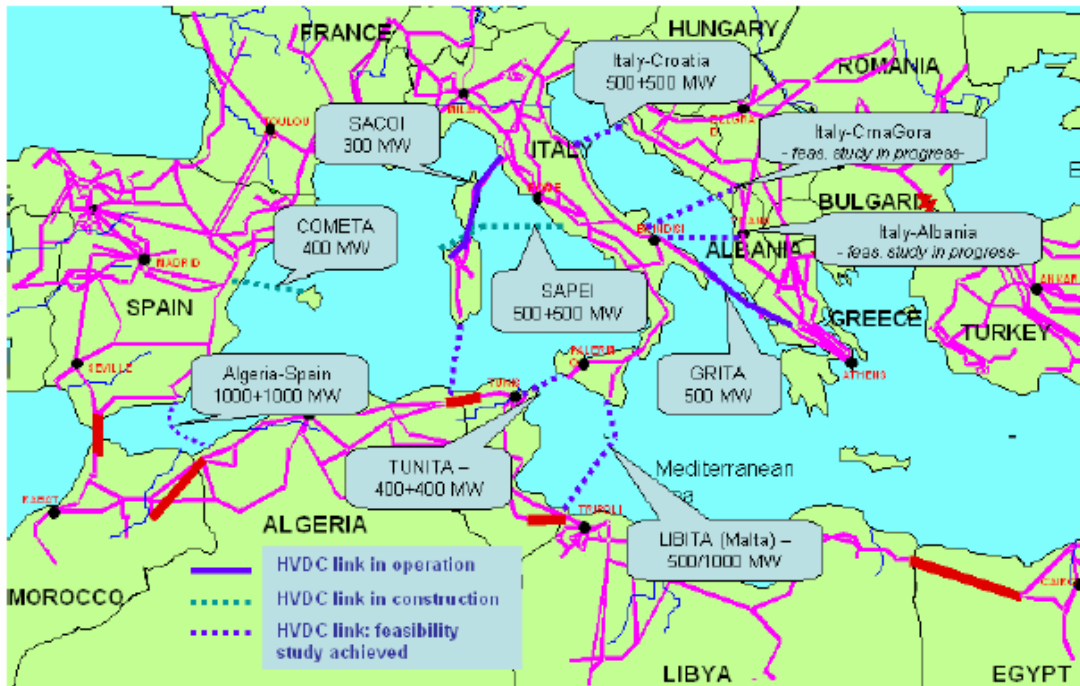 FRANCE
HUNGARY
ROMANIA
Italy-Croatia
500+500 MW
SACOI
300 MW
ITALY
Italy-CrnaGora
- feas. study in progress-
BULGARI
COMETA
400 MW
MADRID
ALBANIA
Italy-Albania
- feas. study in progress-
SPAIN
SAPEI
500+500 MW
GREECE
TURKEY
SEVILLE
Algeria-Spain
1000+1000 MW
GRITA
500 MW
ATHENS
TUNITA –
400+400 MW
Mediterranean
RABAT
TRIPOLI
ALGERIA
LIBITA (Malta) –
500/1000 MW
HVDC link in operation
HVDC link in construction
HVDC link: feasibility
study achieved
MOROCCO
LIBYA
EGYPT